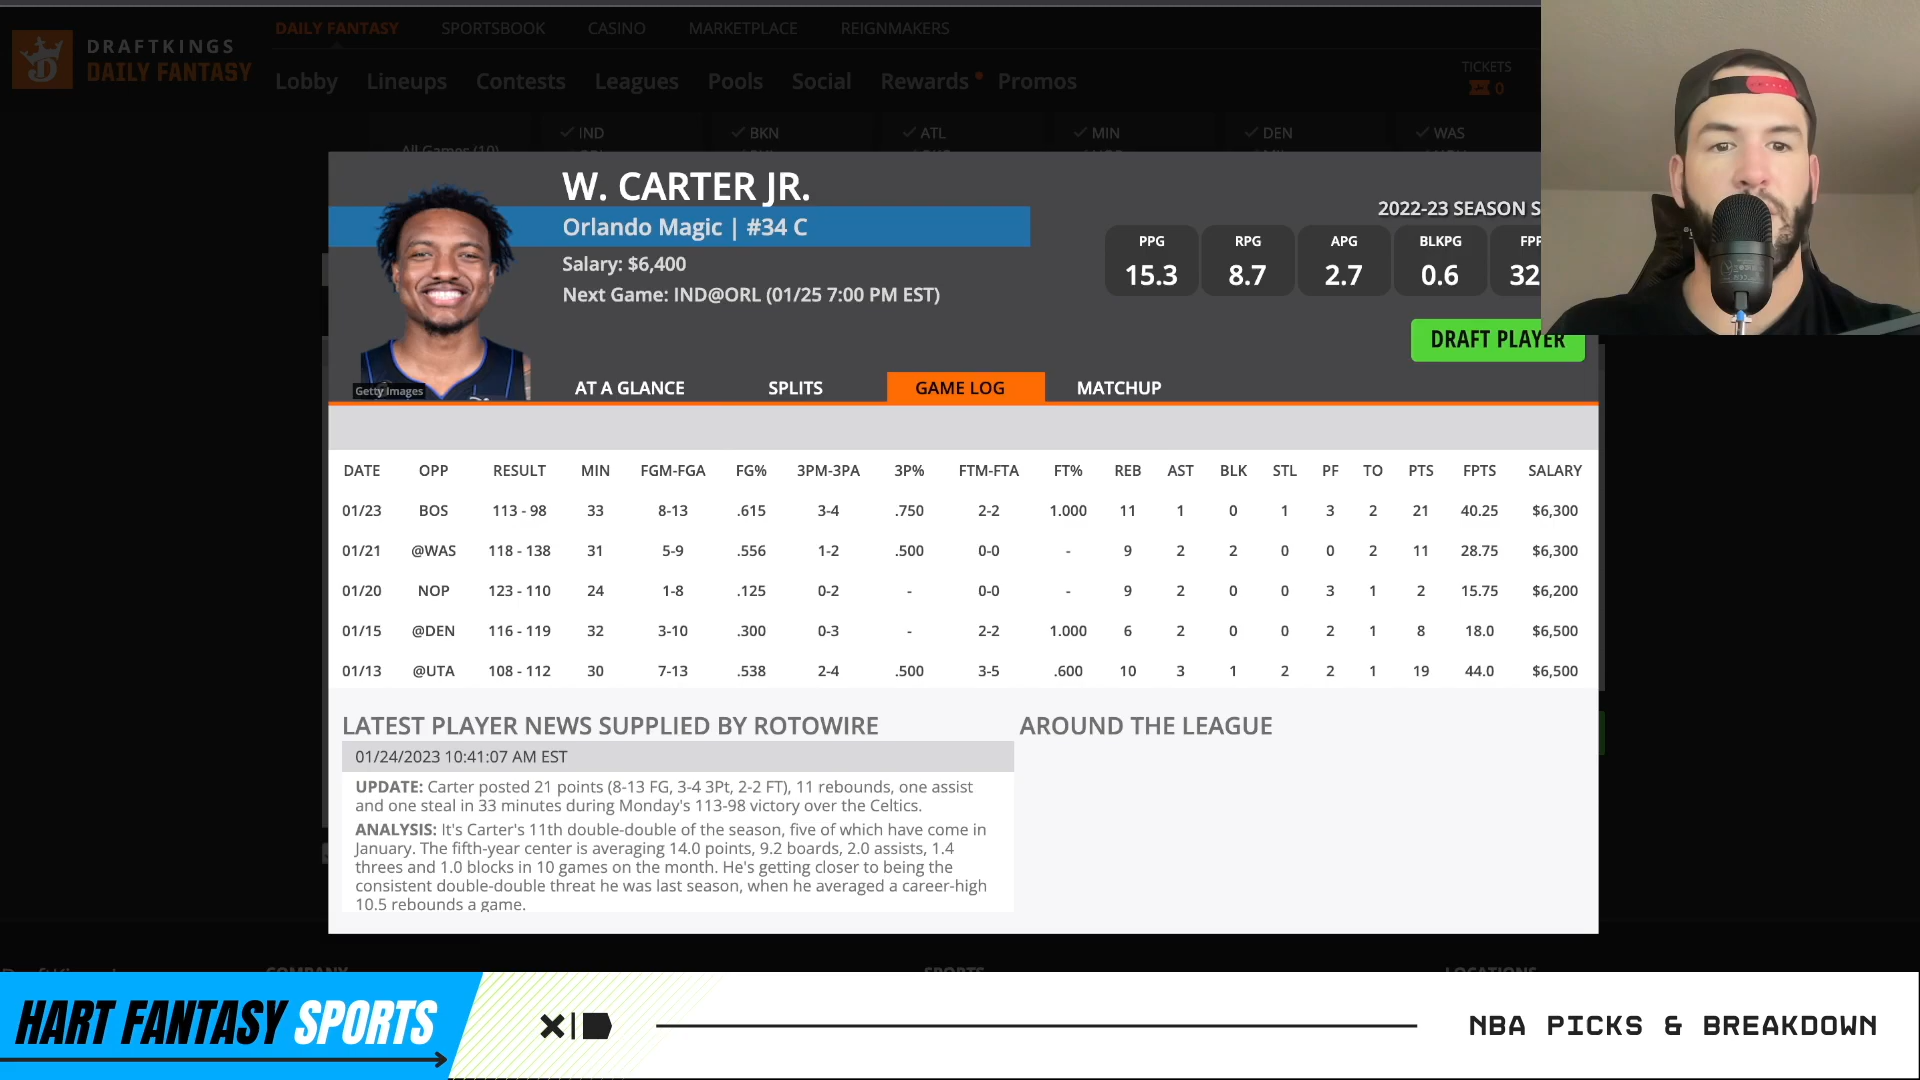 DAILY FANTASY SPORTSBOOK CASINO MARKETPLACE REIGNMAKERS
DRAFTKINGS
DAILY FANTASY
Lobby Lineups Contests Leagues Pools Social Rewards Promos
TICKETS
0
IND BKN ATL MIN DEN WAS
All Games (10)
W. CARTER JR.
Orlando Magic | #34 C
Salary: $6,400
Next Game: IND@ORL (01/25 7:00 PM EST)
2022-23 SEASON S
PPG RPG APG BLKPG FPP
15.3 8.7 2.7 0.6 32
DRAFT PLAYER
Getty Images
AT A GLANCE SPLITS GAME LOG MATCHUP
DATE OPP RESULT MIN FGM-FGA FG% 3PM-3PA 3P% FTM-FTA FT% REB AST BLK STL PF TO PTS FPTS SALARY
01/23 BOS 113 - 98 33 8-13 .615 3-4 .750 2-2 1.000 11 1 0 1 3 2 21 40.25 $6,300
01/21 @WAS 118 - 138 31 5-9 .556 1-2 .500 0-0 - 9 2 2 0 0 2 11 28.75 $6,300
01/20 NOP 123 - 110 24 1-8 .125 0-2 - 0-0 - 9 2 0 0 3 1 2 15.75 $6,200
01/15 @DEN 116 - 119 32 3-10 .300 0-3 - 2-2 1.000 6 2 0 0 2 1 8 18.0 $6,500
01/13 @UTA 108 - 112 30 7-13 .538 2-4 .500 3-5 .600 10 3 1 2 2 1 19 44.0 $6,500
LATEST PLAYER NEWS SUPPLIED BY ROTOWIRE
AROUND THE LEAGUE
01/24/2023 10:41:07 AM EST
UPDATE: Carter posted 21 points (8-13 FG, 3-4 3Pt, 2-2 FT), 11 rebounds, one assist
and one steal in 33 minutes during Monday's 113-98 victory over the Celtics.
ANALYSIS: It's Carter's 11th double-double of the season, five of which have come in
January. The fifth-year center is averaging 14.0 points, 9.2 boards, 2.0 assists, 1.4
threes and 1.0 blocks in 10 games on the month. He's getting closer to being the
consistent double-double threat he was last season, when he averaged a career-high
10.5 rebounds a game.
COMPANY SPORTS LOCATIONS
HART FANTASY SPORTS
NBA PICKS & BREAKDOWN